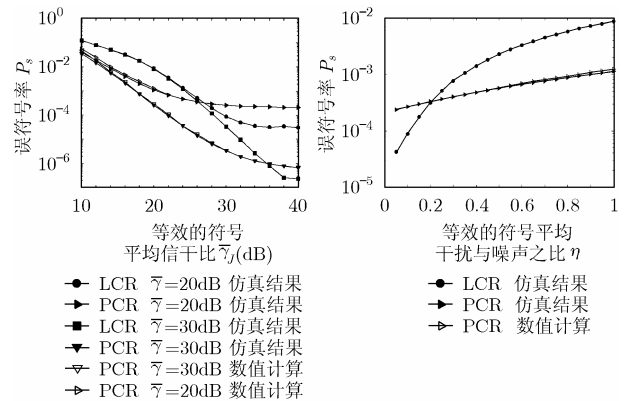 误符号率 P_s
10^0
10^-2
10^-4
10^-6
10 20 30 40
等效的符号
平均信干比 γ̄_J(dB)
LCR γ̄=20dB 仿真结果
PCR γ̄=20dB 仿真结果
LCR γ̄=30dB 仿真结果
PCR γ̄=30dB 仿真结果
PCR γ̄=30dB 数值计算
PCR γ̄=20dB 数值计算
误符号率 P_s
10^-2
10^-3
10^-4
10^-5
0 0.2 0.4 0.6 0.8 1
等效的符号平均
干扰与噪声之比 η
LCR 仿真结果
PCR 仿真结果
PCR 数值计算